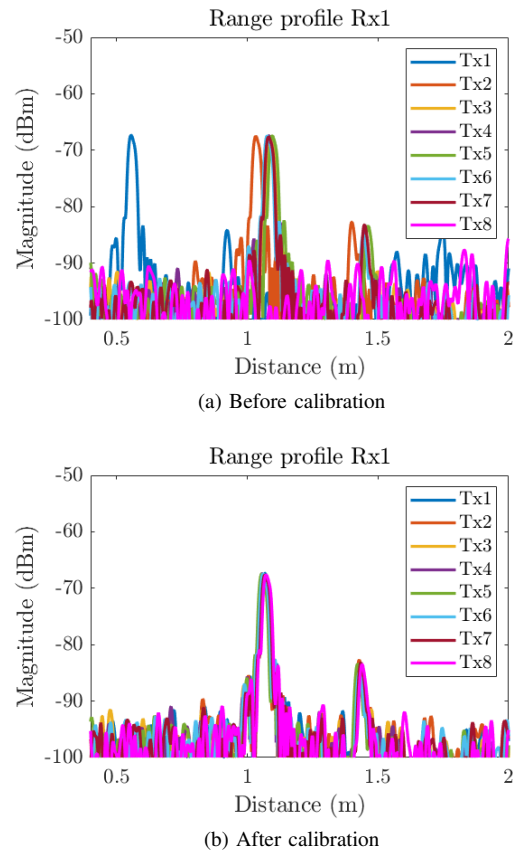 Range profile Rx1
-50
-60
-70
-80
-90
-100
Magnitude (dBm)
Tx1
Tx2
Tx3
Tx4
Tx5
Tx6
Tx7
Tx8
0.5 1 1.5 2
Distance (m)
(a) Before calibration
Range profile Rx1
-50
-60
-70
-80
-90
-100
Magnitude (dBm)
Tx1
Tx2
Tx3
Tx4
Tx5
Tx6
Tx7
Tx8
0.5 1 1.5 2
Distance (m)
(b) After calibration